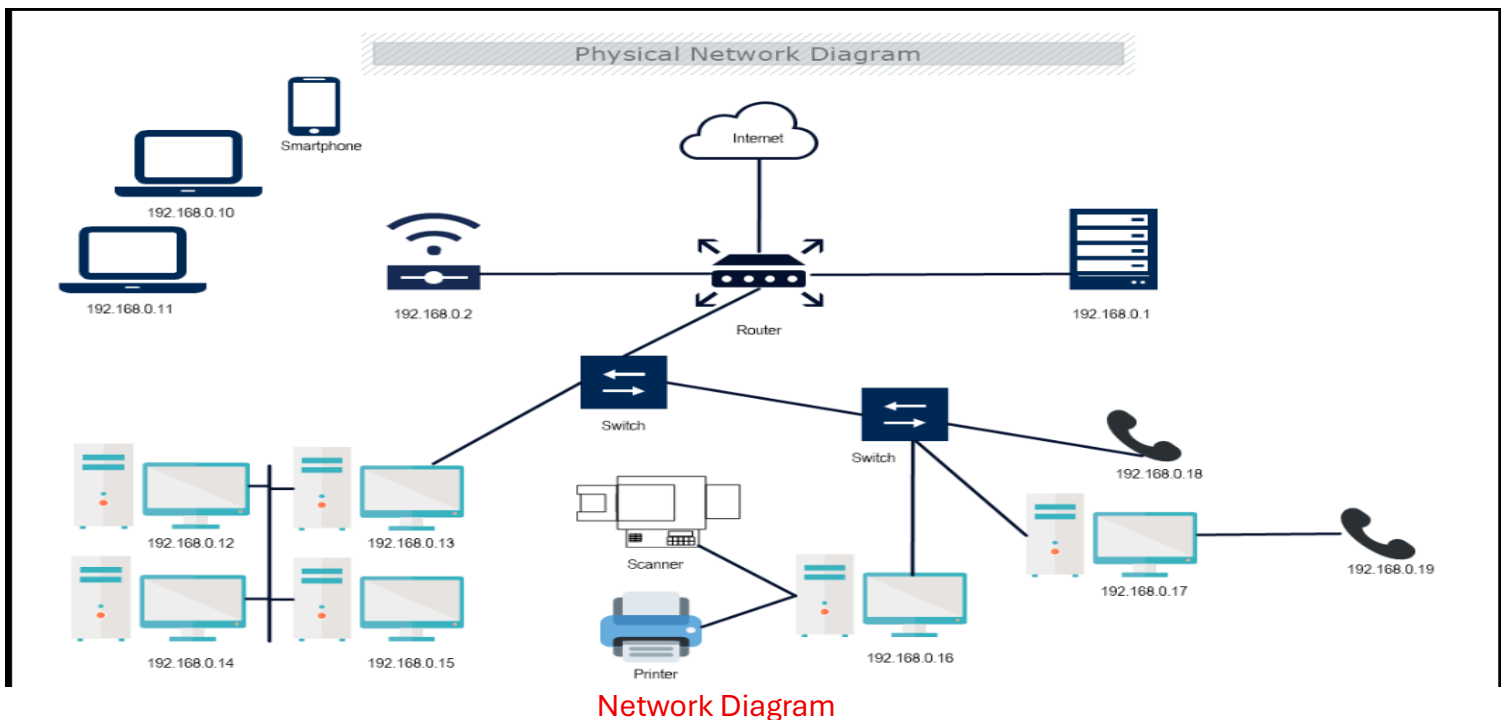 Physical Network Diagram
Smartphone
Internet
192.168.0.10
192.168.0.11
192.168.0.2
Router
192.168.0.1
Switch
Switch
192.168.0.18
192.168.0.12
192.168.0.13
Scanner
192.168.0.17
192.168.0.19
192.168.0.14
192.168.0.15
Printer
192.168.0.16
Network Diagram